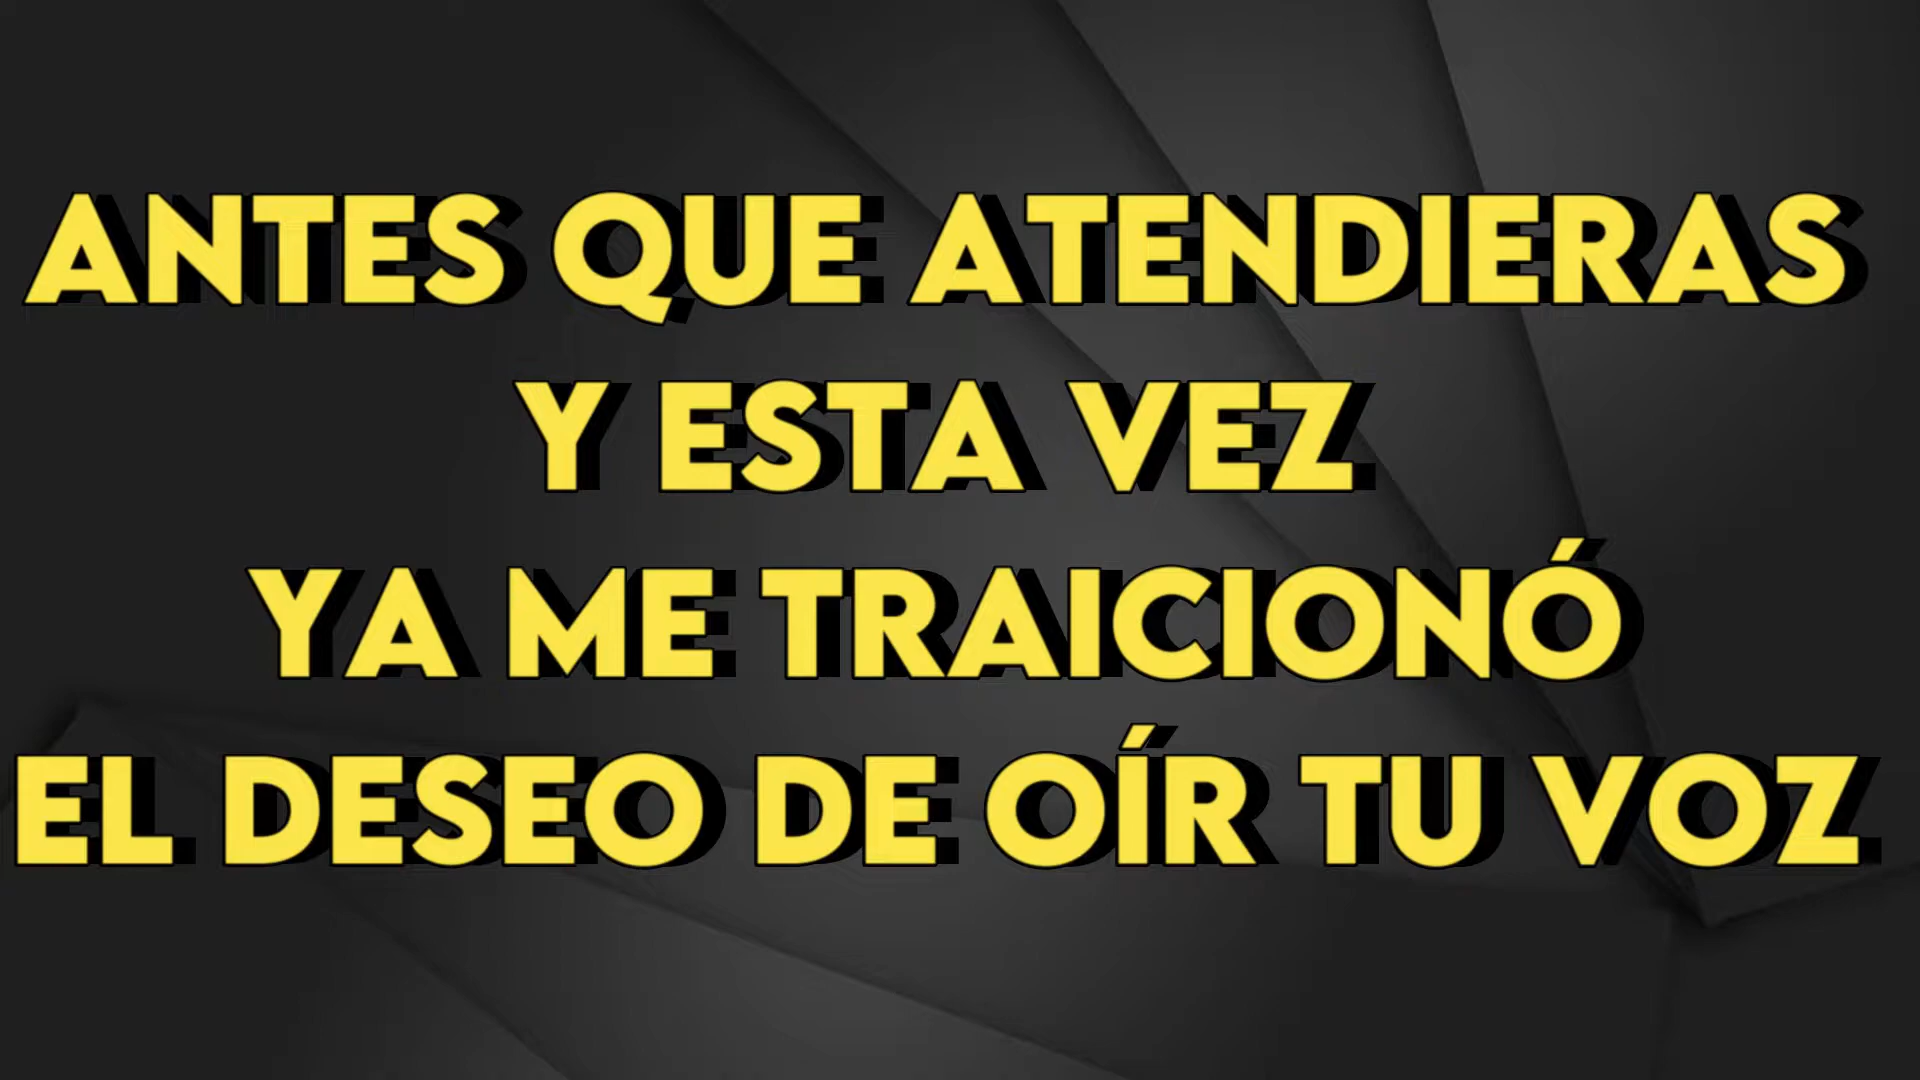 ANTES QUE ATENDIERAS
Y ESTA VEZ
YA ME TRAICIONÓ
EL DESEO DE OÍR TU VOZ